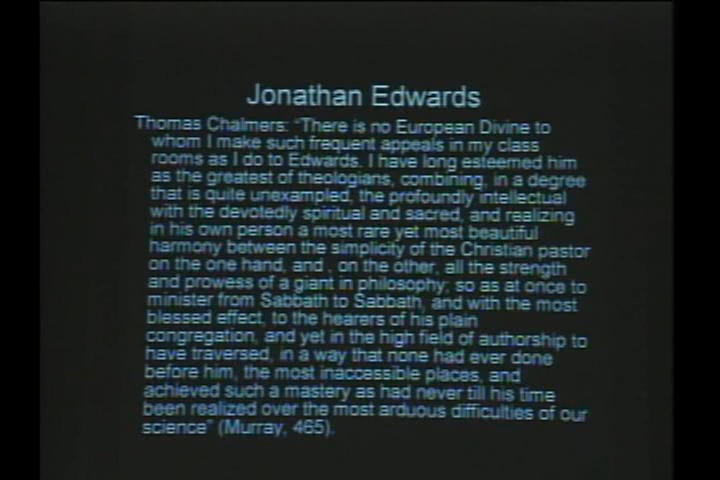 Jonathan Edwards
Thomas Chalmers: "There is no European Divine to
whom I make such frequent appeals in my class
rooms as I do to Edwards. I have long esteemed him
as the greatest of theologians, combining, in a degree
that is quite unexampled, the profoundly intellectual
with the devotedly spiritual and sacred, and realizing
in his own person a most rare yet most beautiful
harmony between the simplicity of the Christian pastor
on the one hand, and , on the other, all the strength
and prowess of a giant in philosophy; so as at once to
minister from Sabbath to Sabbath, and with the most
blessed effect, to the hearers of his plain
congregation, and yet in the high field of authorship to
have traversed, in a way that none had ever done
before him, the most inaccessible places, and
achieved such a mastery as had never till his time
been realized over the most arduous difficulties of our
science" (Murray, 465).